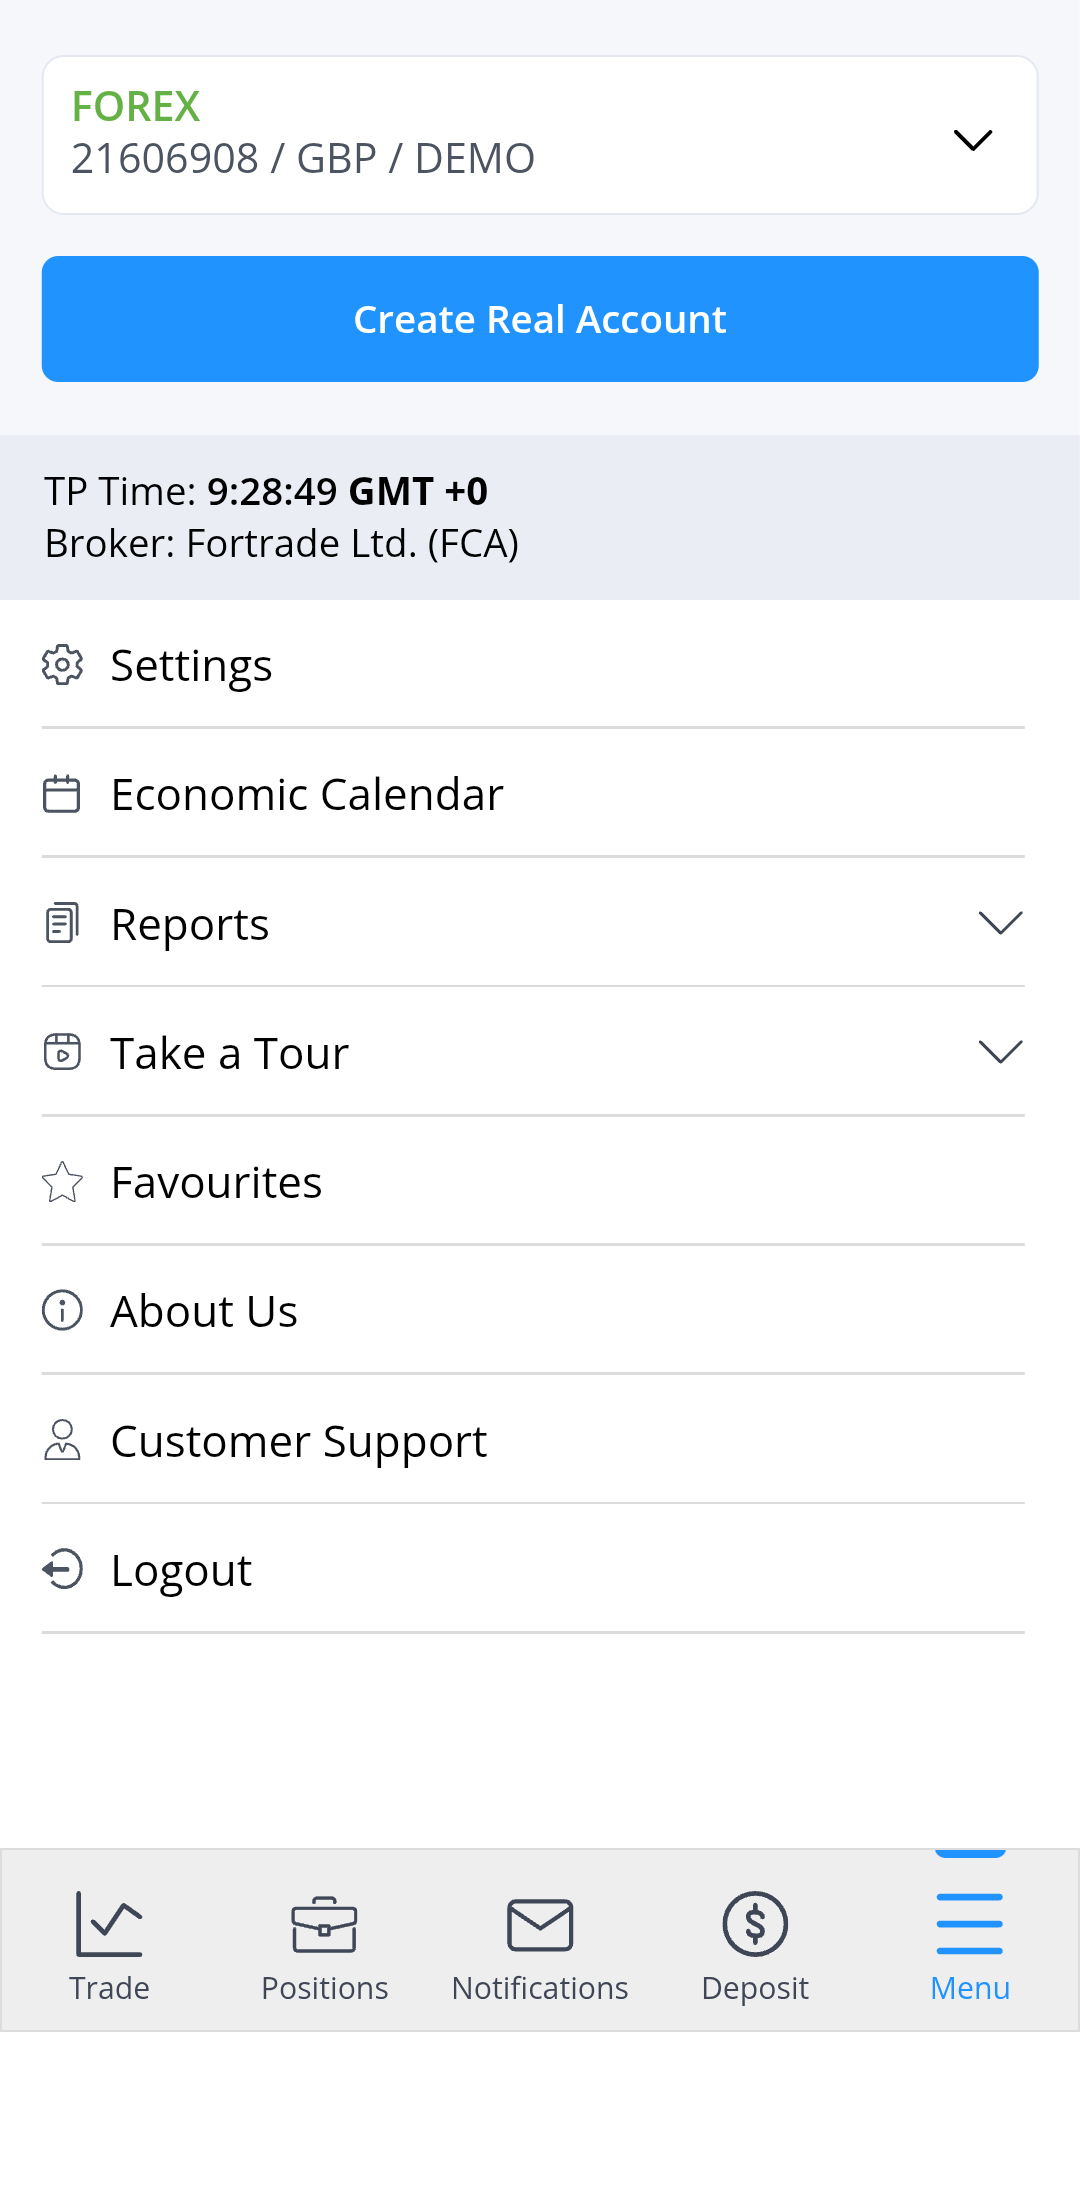 FOREX
21606908 / GBP / DEMO
Create Real Account
TP Time: 9:28:49 GMT +0
Broker: Fortrade Ltd. (FCA)
Settings
Economic Calendar
Reports
Take a Tour
Favourites
About Us
Customer Support
Logout
Trade
Positions
Notifications
Deposit
Menu